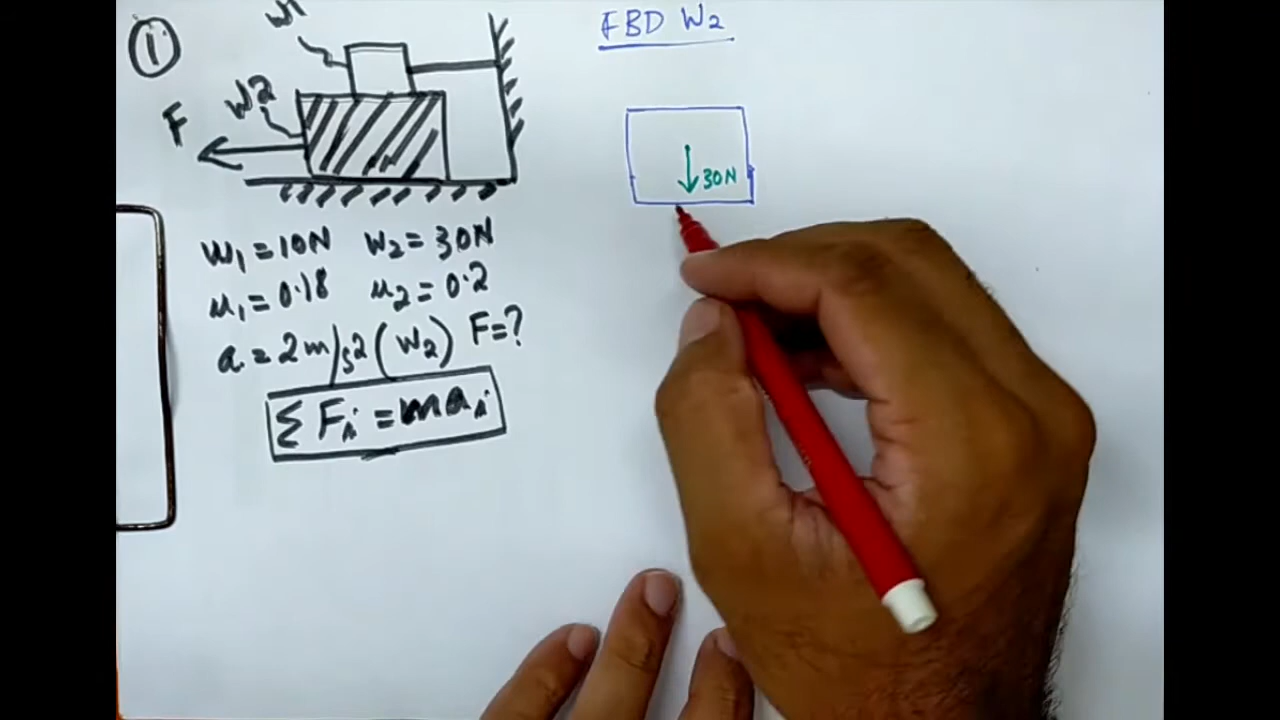 ①
W1
W2
F
W₁ = 10N W₂ = 30N
μ₁ = 0.18 μ₂ = 0.2
a = 2m/s2 (W₂) F = ?
Σ Fᵢ = maᵢ
FBD W₂
30N